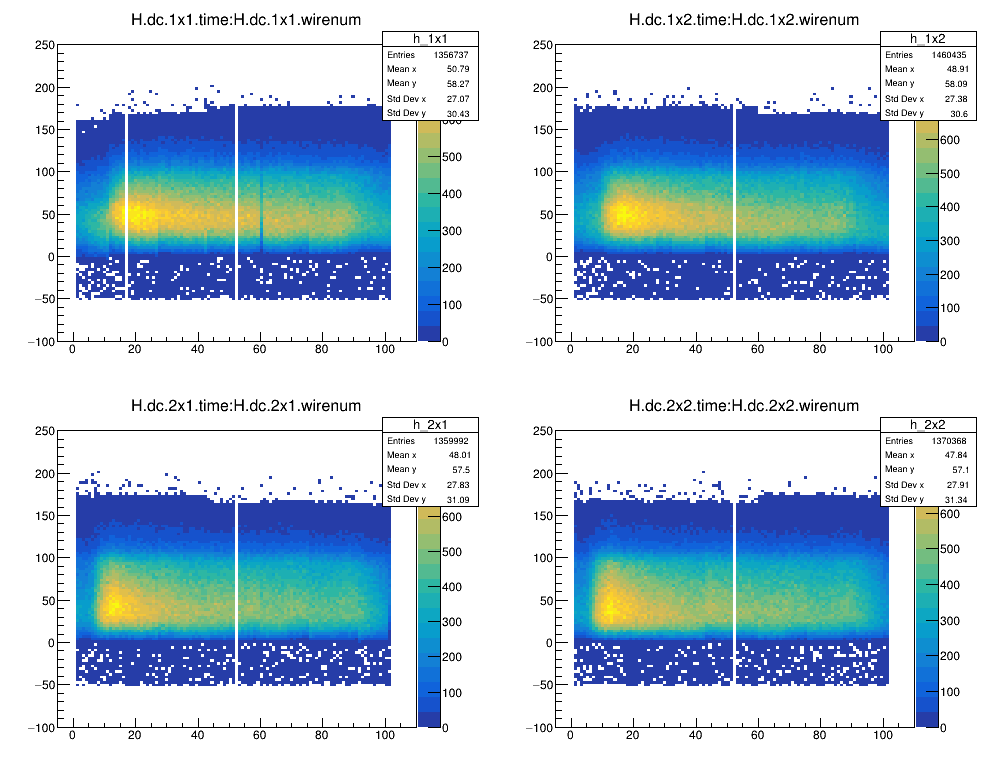 H.dc.1x1.time:H.dc.1x1.wirenum
h_1x1
Entries 1356737
Mean x 50.79
Mean y 58.27
Std Dev x 27.07
Std Dev y 30.43
250
200
150
100
50
0
−50
−100
0 20 40 60 80 100
500
400
300
200
100
0
H.dc.1x2.time:H.dc.1x2.wirenum
h_1x2
Entries 1460435
Mean x 48.91
Mean y 58.09
Std Dev x 27.38
Std Dev y 30.6
250
200
150
100
50
0
−50
−100
0 20 40 60 80 100
600
500
400
300
200
100
0
H.dc.2x1.time:H.dc.2x1.wirenum
h_2x1
Entries 1359992
Mean x 48.01
Mean y 57.5
Std Dev x 27.83
Std Dev y 31.09
250
200
150
100
50
0
−50
−100
0 20 40 60 80 100
600
500
400
300
200
100
0
H.dc.2x2.time:H.dc.2x2.wirenum
h_2x2
Entries 1370368
Mean x 47.84
Mean y 57.1
Std Dev x 27.91
Std Dev y 31.34
250
200
150
100
50
0
−50
−100
0 20 40 60 80 100
600
500
400
300
200
100
0